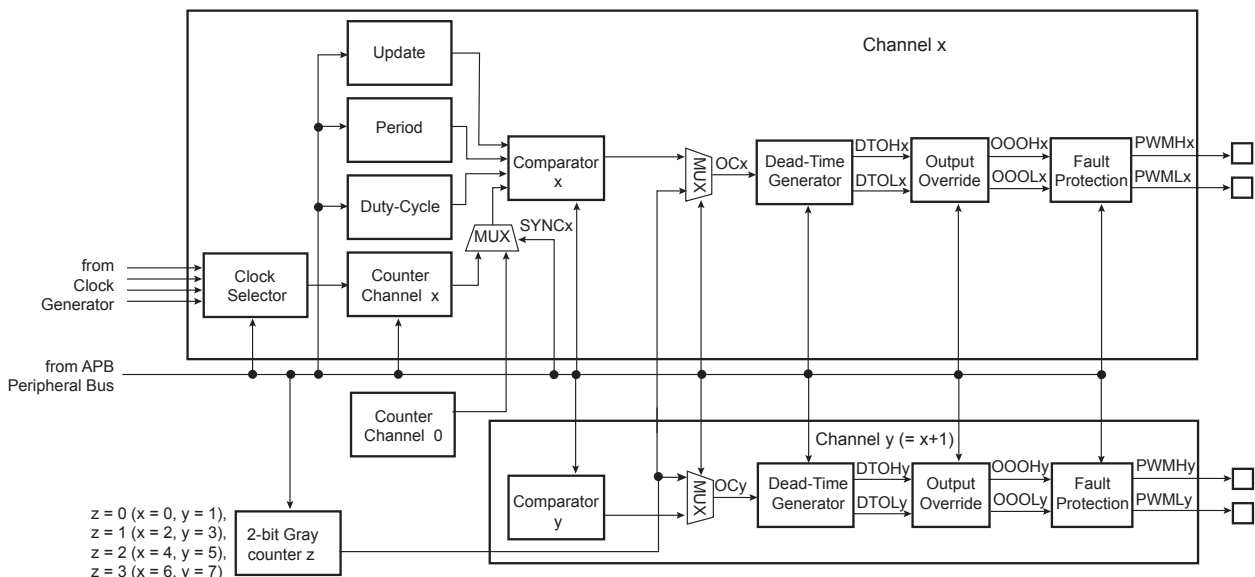 Channel x
Update
Period
Duty-Cycle
Comparator
x
MUX
SYNCx
from
Clock
Generator
Clock
Selector
Counter
Channel x
MUX
OCx
Dead-Time
Generator
DTOHx
DTOLx
Output
Override
OOOHx
OOOLx
Fault
Protection
PWMHx
PWMLx
from APB
Peripheral Bus
Counter
Channel 0
Channel y (= x+1)
Comparator
y
MUX
OCy
Dead-Time
Generator
DTOHy
DTOLy
Output
Override
OOOHy
OOOLy
Fault
Protection
PWMHy
PWMLy
z = 0 (x = 0, y = 1),
z = 1 (x = 2, y = 3),
z = 2 (x = 4, y = 5),
z = 3 (x = 6, y = 7)
2-bit Gray
counter z